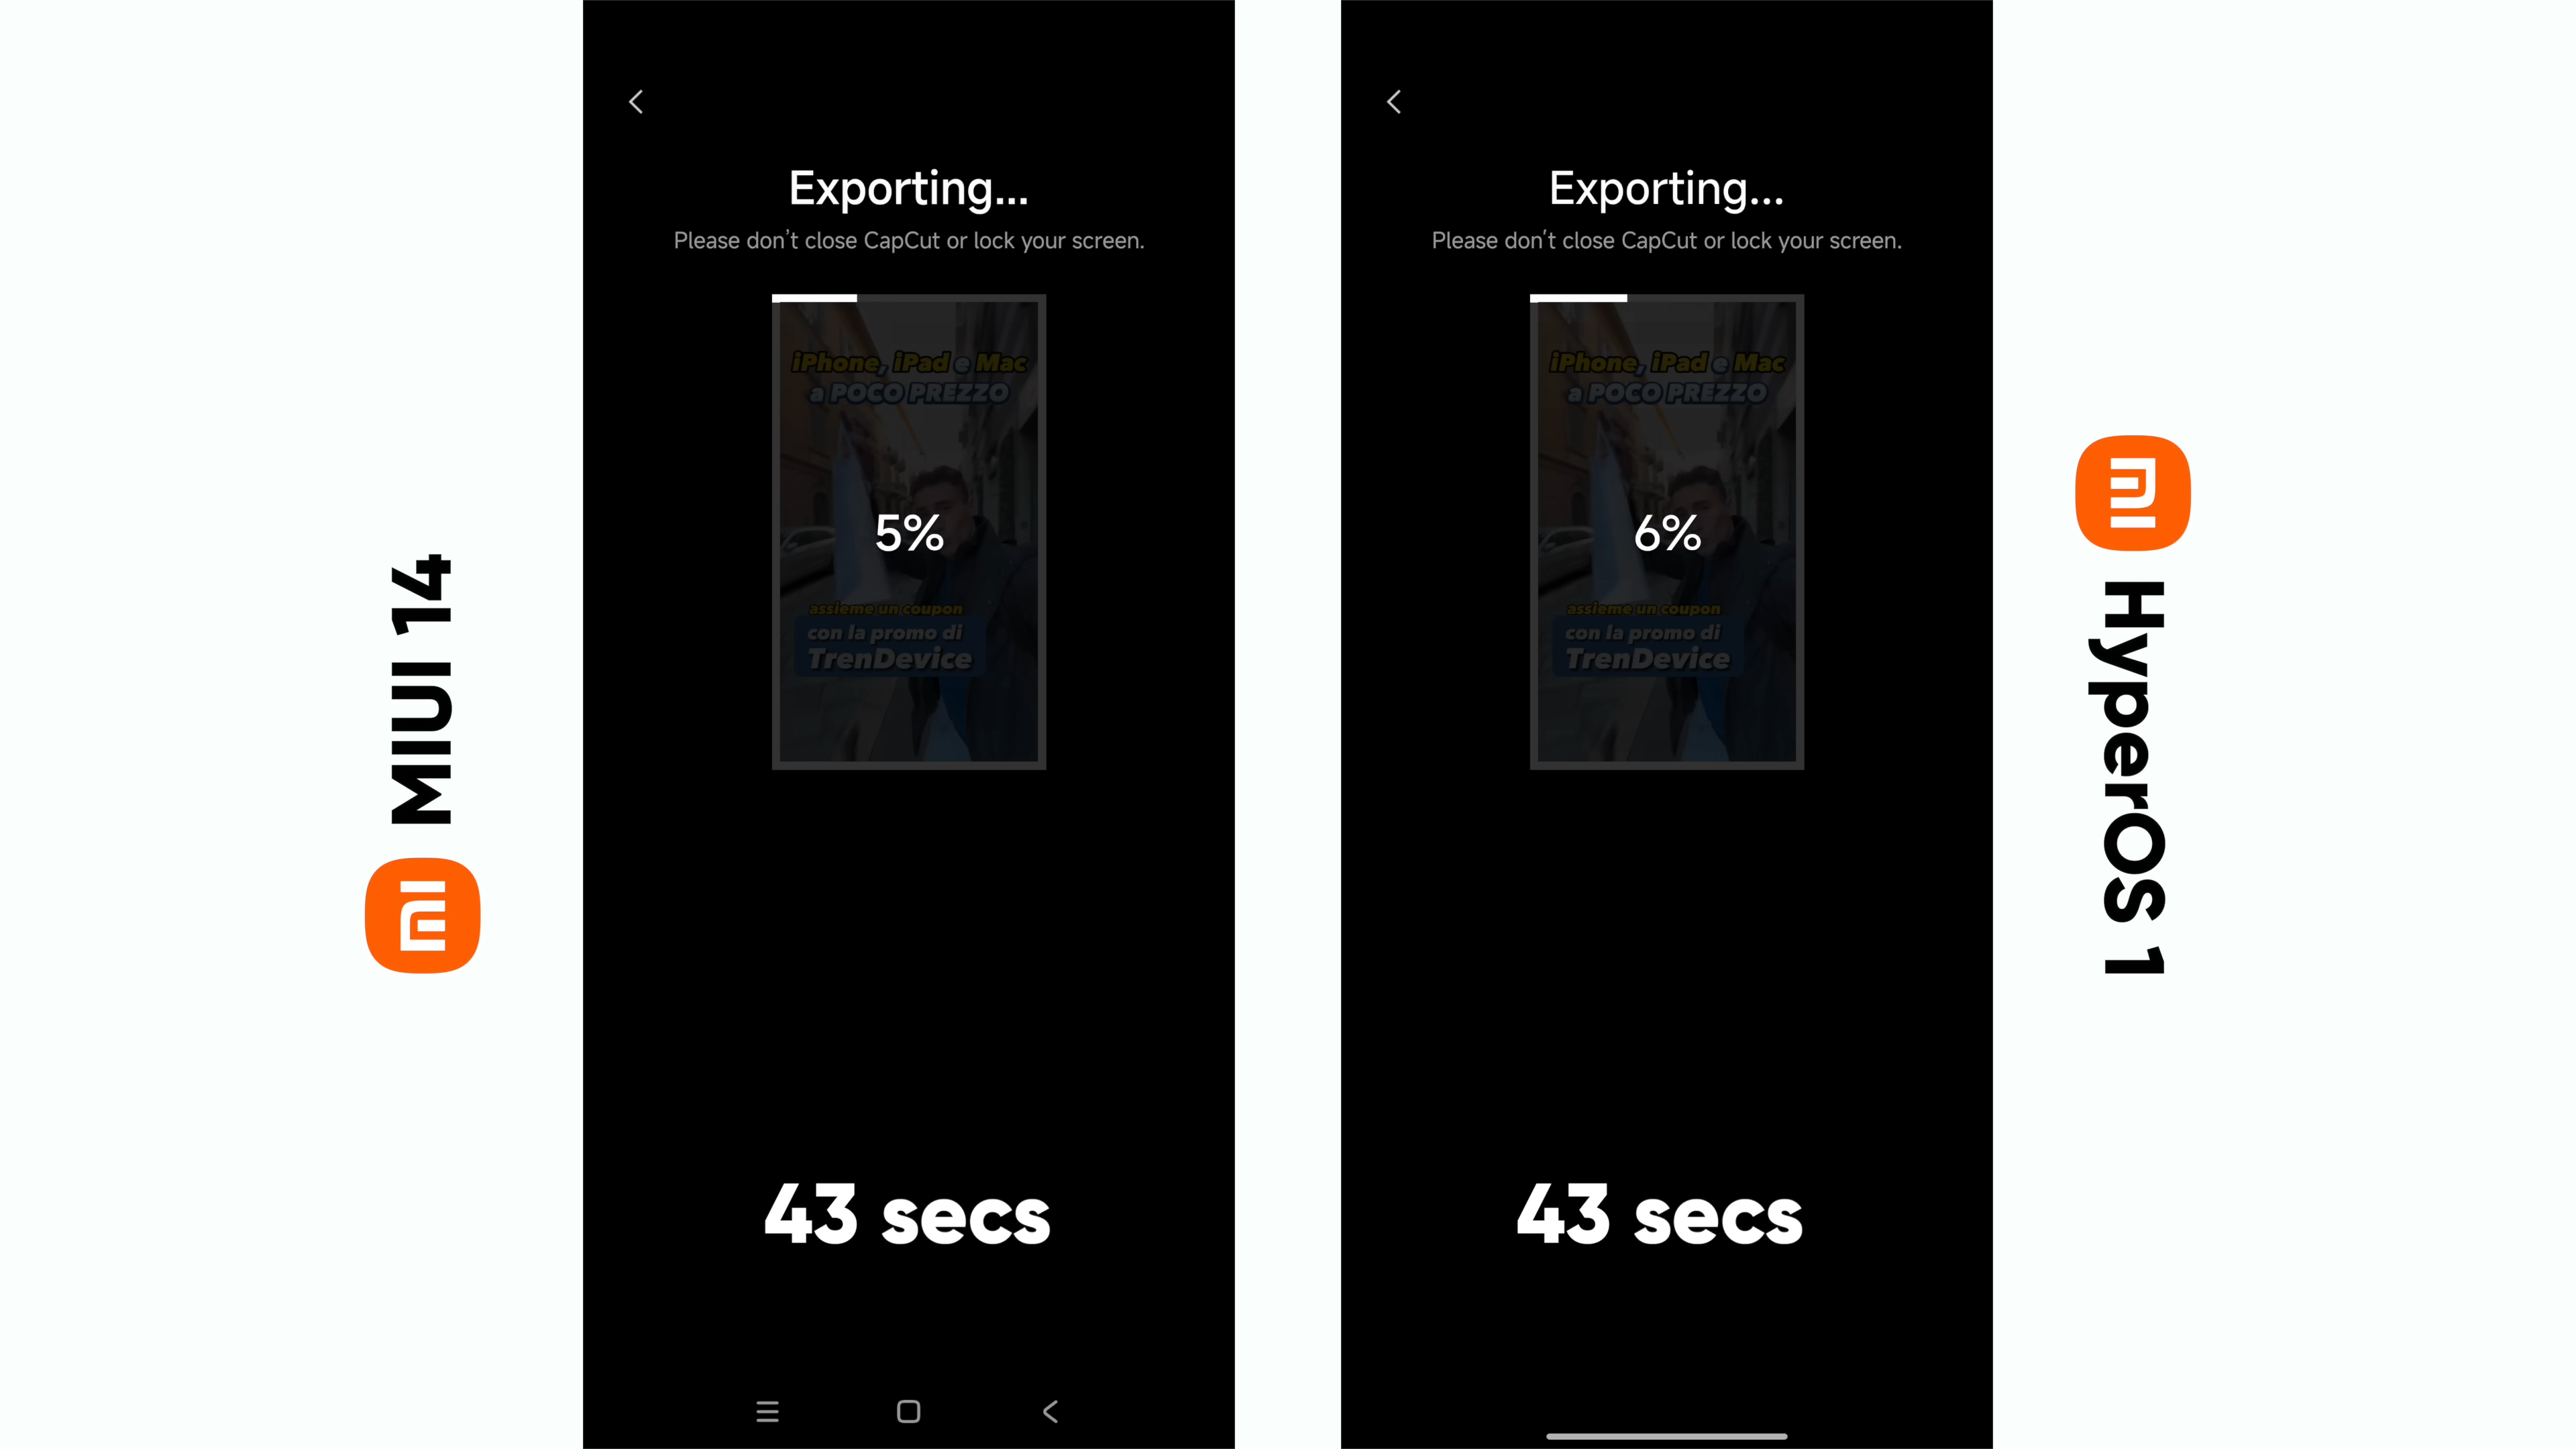 MIUI 14
Exporting...
Please don't close CapCut or lock your screen.
iPhone, iPad e Mac
a POCO PREZZO
5%
assieme un coupon
con la promo di
TrenDevice
43 secs
Exporting...
Please don't close CapCut or lock your screen.
iPhone, iPad e Mac
a POCO PREZZO
6%
assieme un coupon
con la promo di
TrenDevice
43 secs
HyperOS 1